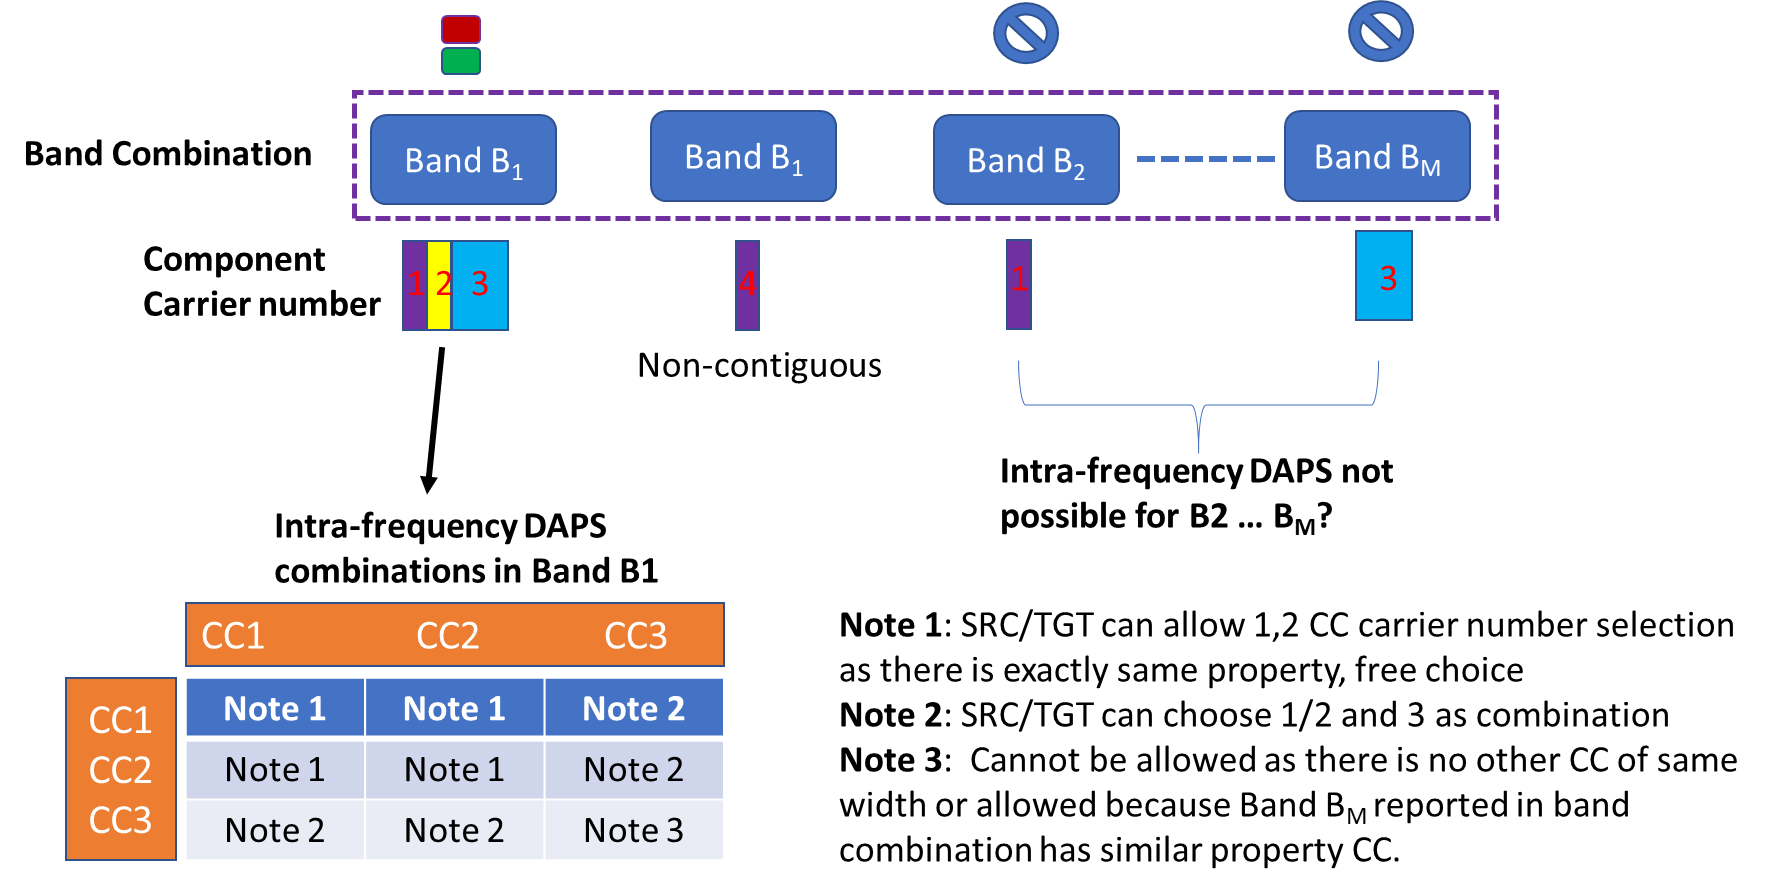 Band Combination
Band B1
Band B1
Band B2
Band BM
Component
Carrier number
1 2 3
4
1
3
Non-contiguous
Intra-frequency DAPS not
possible for B2 ... BM?
Intra-frequency DAPS
combinations in Band B1
CC1 CC2 CC3
CC1 Note 1 Note 1 Note 2
CC2 Note 1 Note 1 Note 2
CC3 Note 2 Note 2 Note 3
Note 1: SRC/TGT can allow 1,2 CC carrier number selection
as there is exactly same property, free choice
Note 2: SRC/TGT can choose 1/2 and 3 as combination
Note 3: Cannot be allowed as there is no other CC of same
width or allowed because Band BM reported in band
combination has similar property CC.